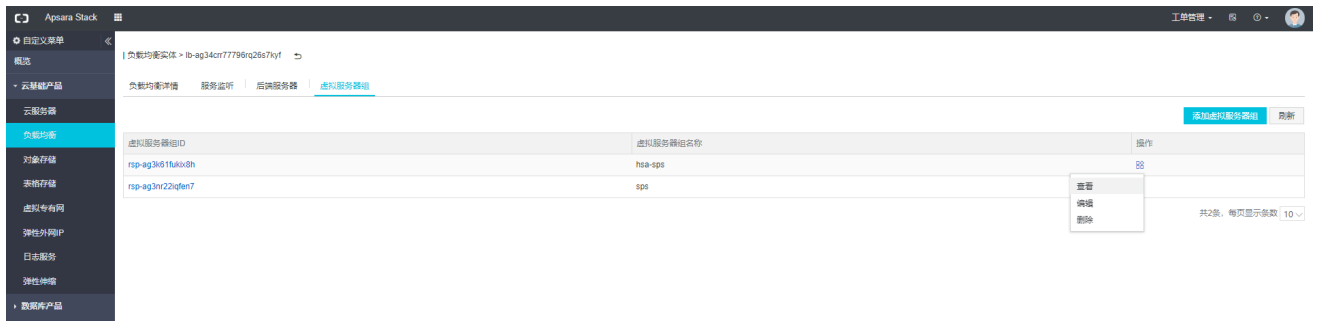 Apsara Stack
工单管理
自定义菜单
概览
负载均衡实体 > lb-ag34crr77796rq26s7kyf
云基础产品
负载均衡详情 服务监听 后端服务器 虚拟服务器组
云服务器
添加虚拟服务器组 刷新
负载均衡
虚拟服务器组ID 虚拟服务器组名称 操作
对象存储
rsp-ag3k61fukix8h hsa-sps
表格存储
rsp-ag3nr22iqfen7 sps
查看
编辑
删除
虚拟专有网
共2条, 每页显示条数 10
弹性外网IP
日志服务
弹性伸缩
数据库产品